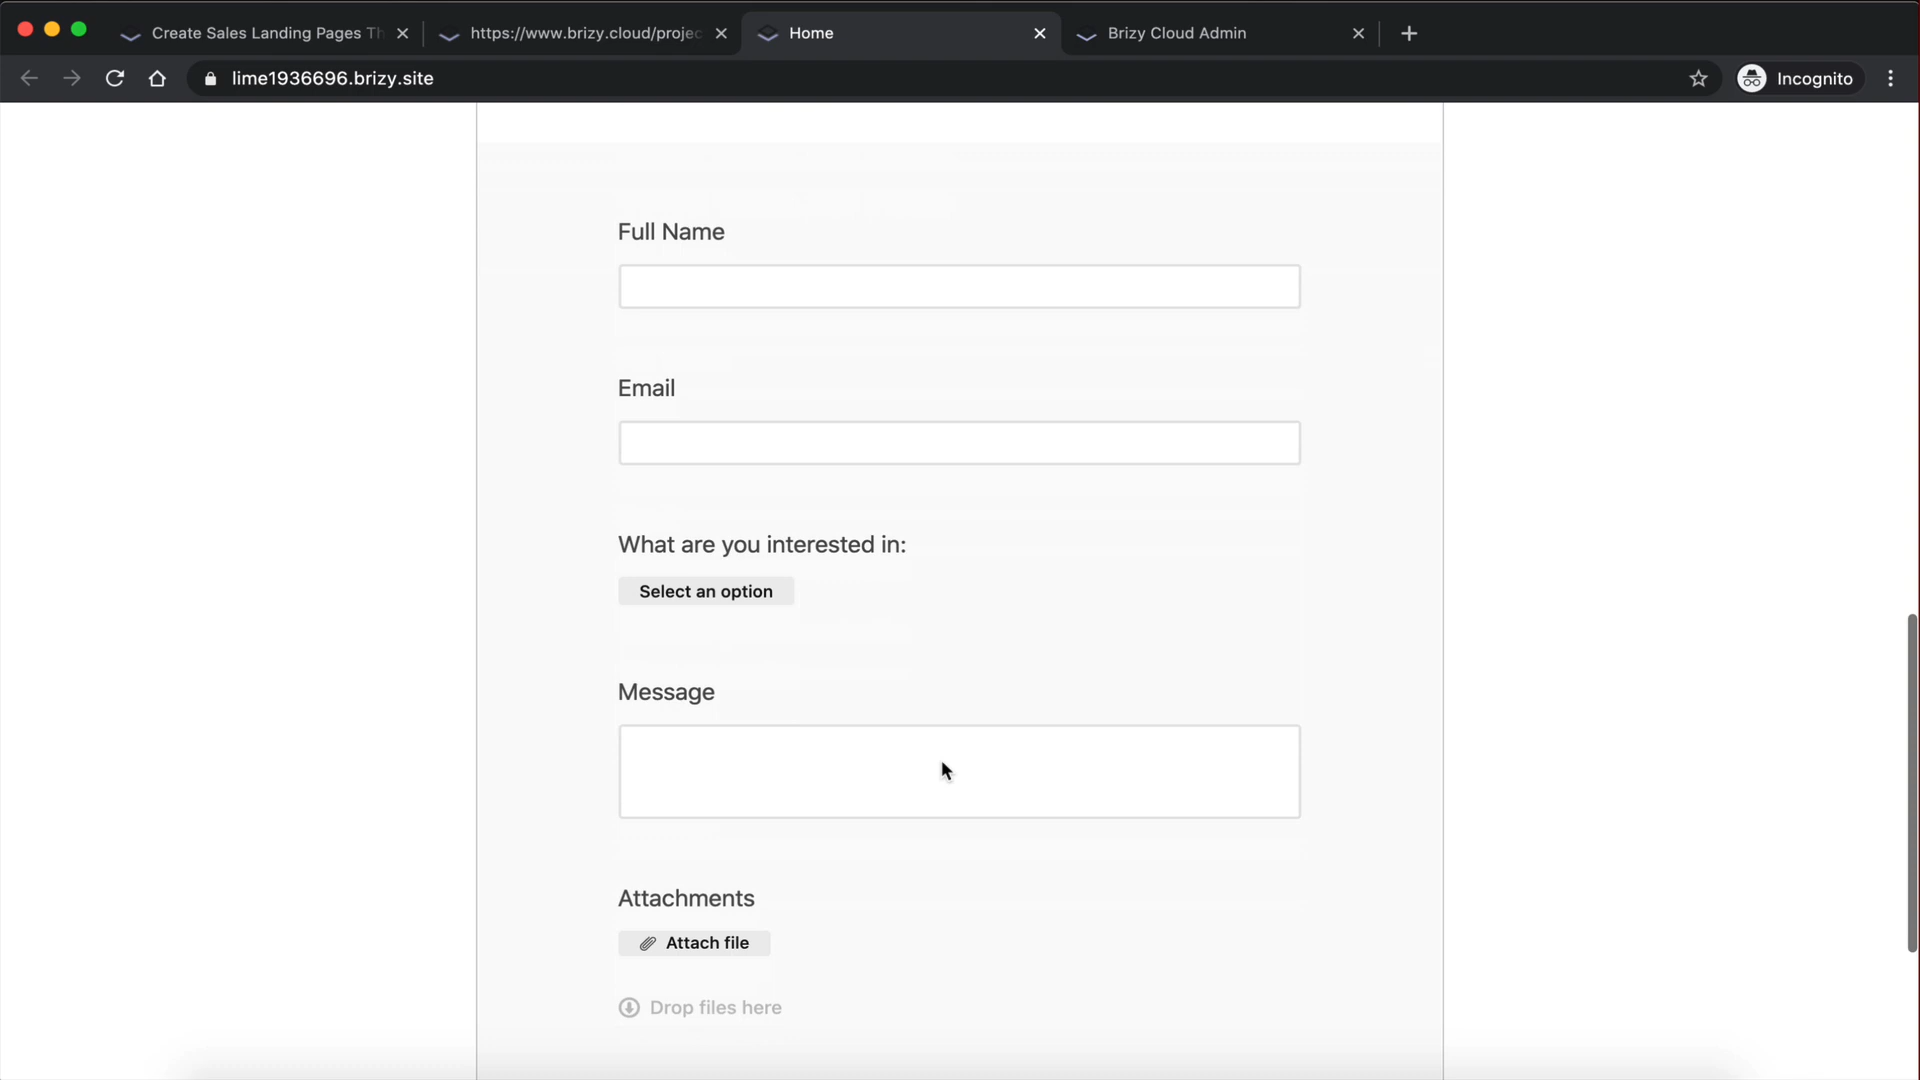 Create Sales Landing Pages Th
https://www.brizy.cloud/projec
Home
Brizy Cloud Admin
lime1936696.brizy.site
Incognito
Full Name
Email
What are you interested in:
Select an option
Message
Attachments
Attach file
Drop files here